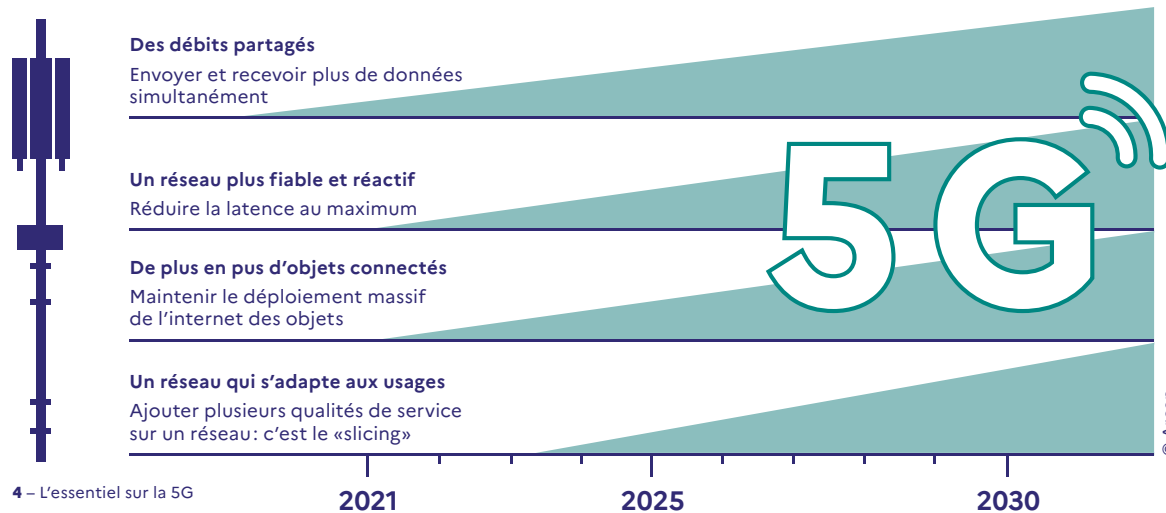 Des débits partagés
Envoyer et recevoir plus de données
simultanément
Un réseau plus fiable et réactif
Réduire la latence au maximum
De plus en pus d’objets connectés
Maintenir le déploiement massif
de l’internet des objets
Un réseau qui s’adapte aux usages
Ajouter plusieurs qualités de service
sur un réseau: c’est le «slicing»
5G
2021
2025
2030
4 – L’essentiel sur la 5G